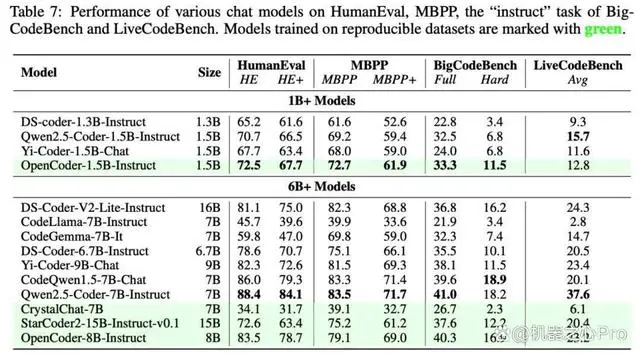 Table 7: Performance of various chat models on HumanEval, MBPP, the “instruct” task of Big-
CodeBench and LiveCodeBench. Models trained on reproducible datasets are marked with green.
Model Size HumanEval MBPP BigCodeBench LiveCodeBench
HE HE+ MBPP MBPP+ Full Hard Avg
1B+ Models
DS-coder-1.3B-Instruct 1.3B 65.2 61.6 61.6 52.6 22.8 3.4 9.3
Qwen2.5-Coder-1.5B-Instruct 1.5B 70.7 66.5 69.2 59.4 32.5 6.8 15.7
Yi-Coder-1.5B-Chat 1.5B 67.7 63.4 68.0 59.0 24.0 6.8 11.6
OpenCoder-1.5B-Instruct 1.5B 72.5 67.7 72.7 61.9 33.3 11.5 12.8
6B+ Models
DS-Coder-V2-Lite-Instruct 16B 81.1 75.0 82.3 68.8 36.8 16.2 24.3
CodeLlama-7B-Instruct 7B 45.7 39.6 39.9 33.6 21.9 3.4 2.8
CodeGemma-7B-It 7B 59.8 47.0 69.8 59.0 32.3 7.4 14.7
DS-Coder-6.7B-Instruct 6.7B 78.6 70.7 75.1 66.1 35.5 10.1 20.5
Yi-Coder-9B-Chat 9B 82.3 72.6 81.5 69.3 38.1 11.5 23.4
CodeQwen1.5-7B-Chat 7B 86.0 79.3 83.3 71.4 39.6 18.9 20.1
Qwen2.5-Coder-7B-Instruct 7B 88.4 84.1 83.5 71.7 41.0 18.2 37.6
CrystalChat-7B 7B 34.1 31.7 39.1 32.7 26.7 2.3 6.1
StarCoder2-15B-Instruct-v0.1 15B 72.6 63.4 75.2 61.2 37.6 12.2 20.4
OpenCoder-8B-Instruct 8B 83.5 78.7 79.1 69.0 40.3 16.9 23.2
@机器之心Pro